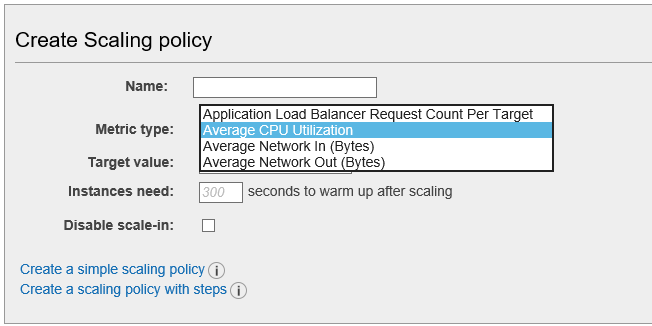 Create Scaling policy
Name:
Metric type:
Application Load Balancer Request Count Per Target
Average CPU Utilization
Average Network In (Bytes)
Average Network Out (Bytes)
Target value:
Instances need: 300 seconds to warm up after scaling
Disable scale-in:
Create a simple scaling policy i
Create a scaling policy with steps i